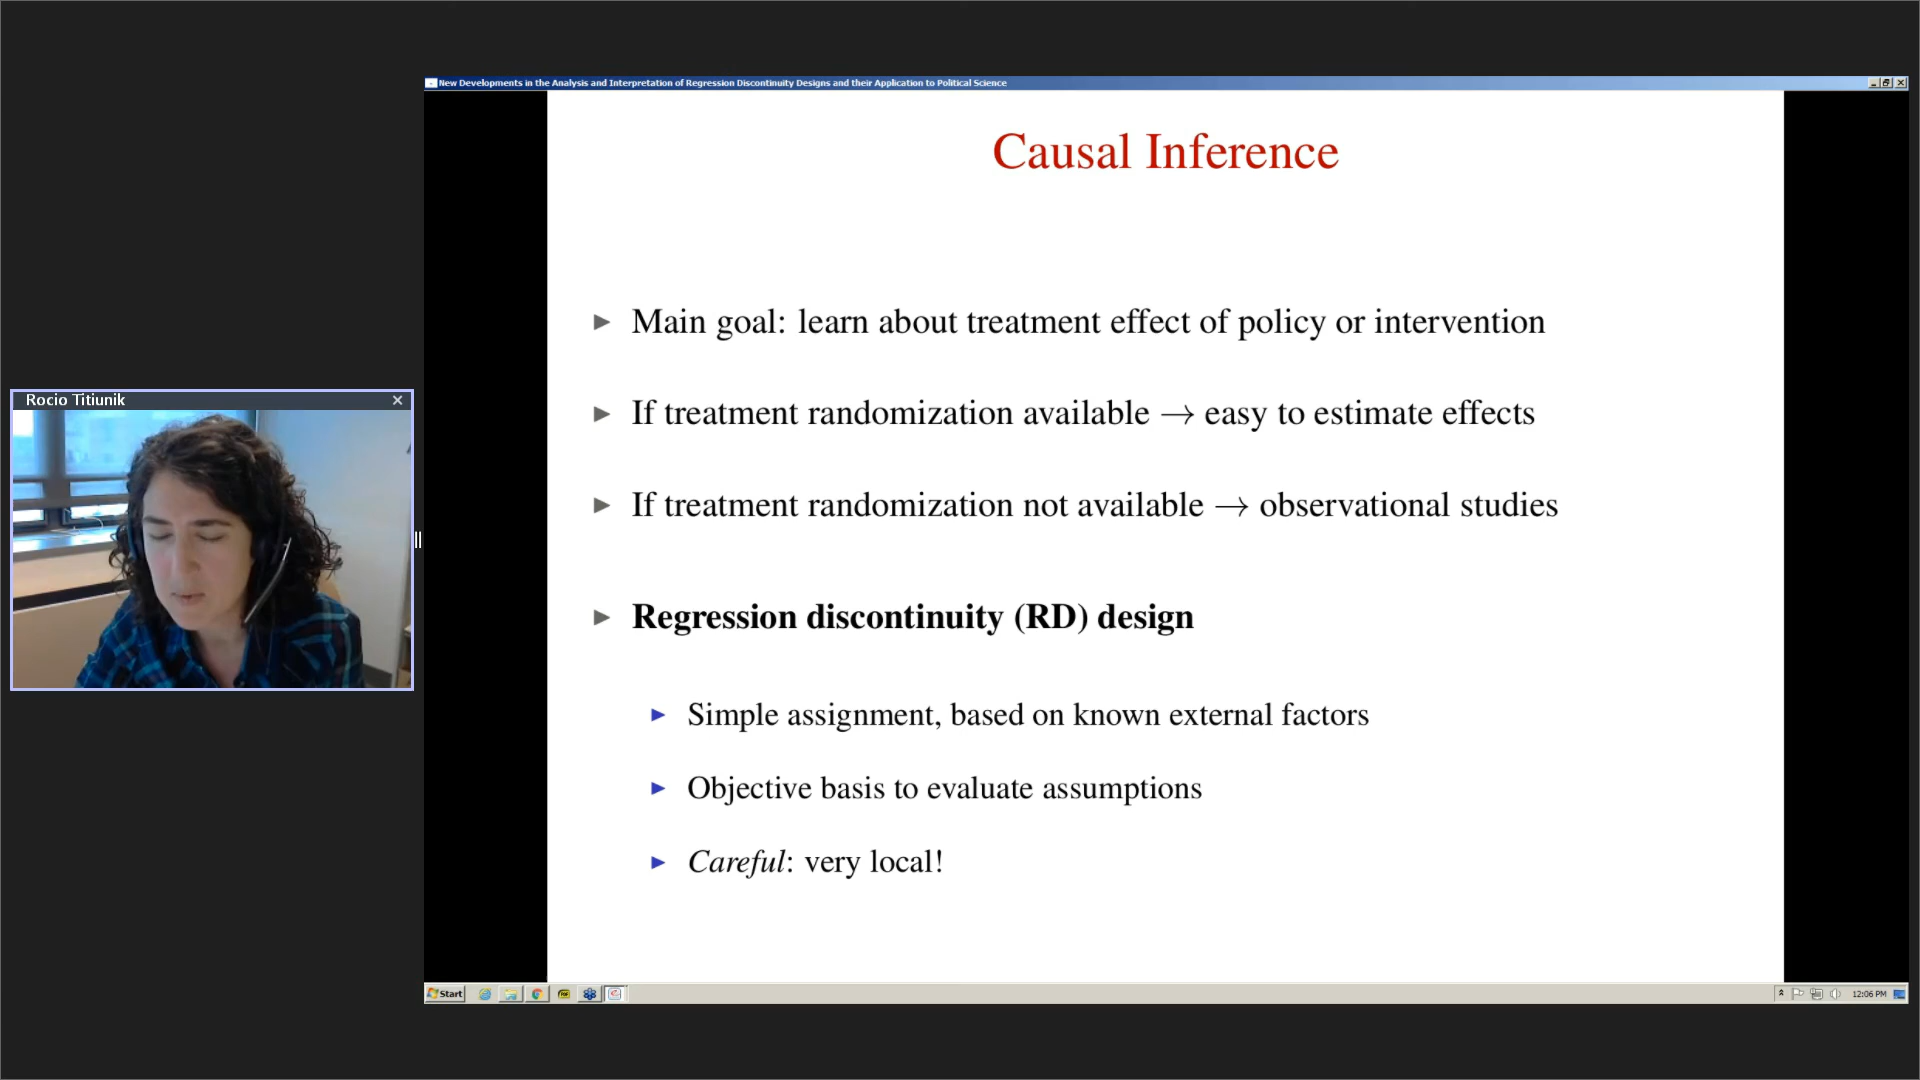 New Developments in the Analysis and Interpretation of Regression Discontinuity Designs and their Application to Political Science
Causal Inference
► Main goal: learn about treatment effect of policy or intervention
► If treatment randomization available → easy to estimate effects
► If treatment randomization not available → observational studies
► Regression discontinuity (RD) design
► Simple assignment, based on known external factors
► Objective basis to evaluate assumptions
► Careful: very local!
Rocio Titiunik
Start
12:06 PM